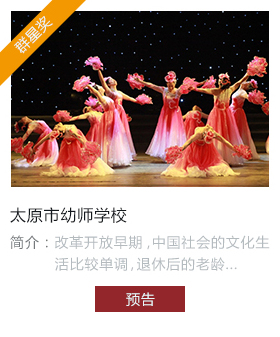 群星奖
太原市幼师学校
简介：改革开放早期,中国社会的文化生
活比较单调,退休后的老龄...
预告